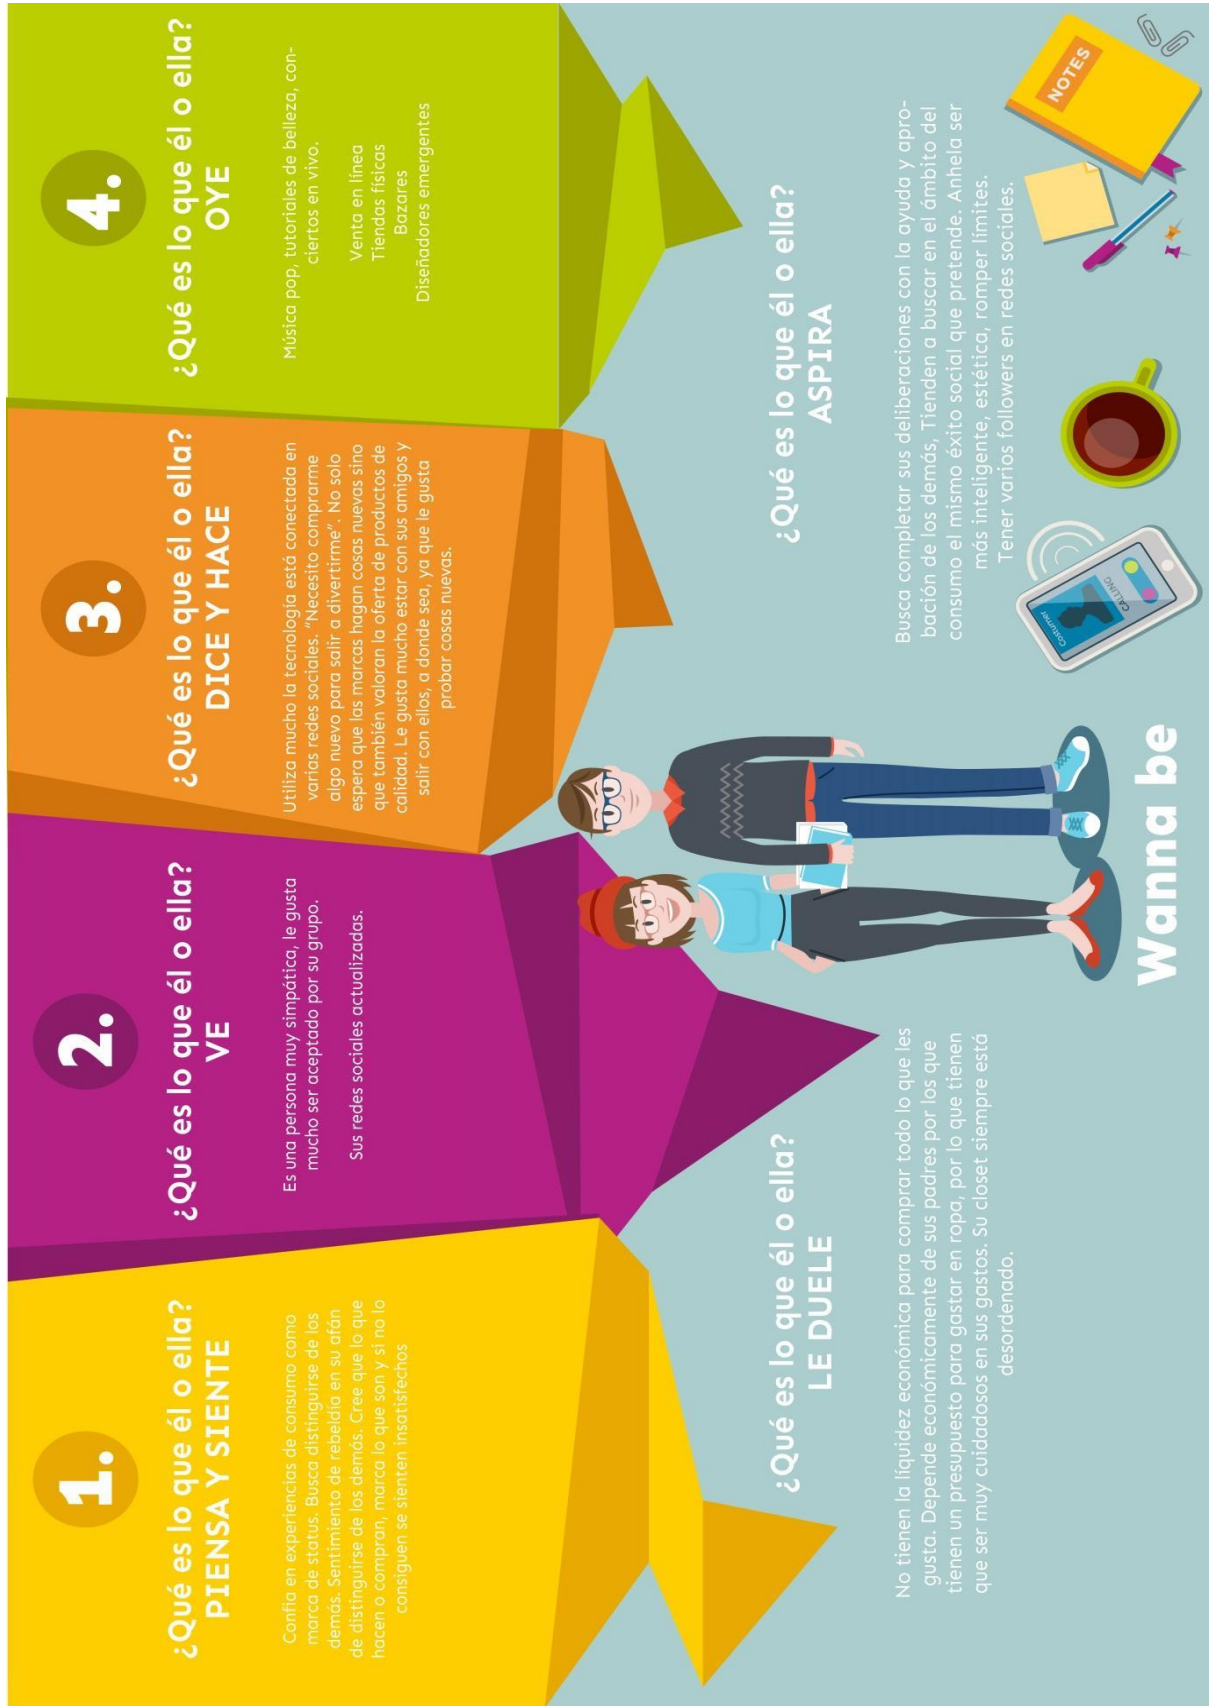 1.
¿Qué es lo que él o ella?
PIENSA Y SIENTE
Confia en experiencias de consumo como
marca de status. Busca distinguirse de los
demás. Sentimiento de rebeldía en su afán
de distinguirse de los demás. Cree que lo que
hacen o compran, marca lo que son y si no lo
consiguen se sienten insatisfechos
2.
¿Qué es lo que él o ella?
VE
Es una persona muy simpática, le gusta
mucho ser aceptado por su grupo.
Sus redes sociales actualizadas.
3.
¿Qué es lo que él o ella?
DICE Y HACE
Utiliza mucho la tecnología está conectada en
varias redes sociales. "Necesito comprarme
algo nuevo para salir a divertirme". No solo
espera que las marcas hagan cosas nuevas sino
que también valoran la oferta de productos de
calidad. Le gusta mucho estar con sus amigos y
salir con ellos, a donde sea, ya que le gusta
probar cosas nuevas.
4.
¿Qué es lo que él o ella?
OYE
Música pop, tutoriales de belleza, con-
ciertos en vivo.
Venta en línea
Tiendas físicas
Bazares
Diseñadores emergentes
¿Qué es lo que él o ella?
LE DUELE
No tienen la líquidez económica para comprar todo lo que les
gusta. Depende económicamente de sus padres por los que
tienen un presupuesto para gastar en ropa, por lo que tienen
que ser muy cuidadosos en sus gastos. Su closet siempre está
desordenado.
Wanna be
¿Qué es lo que él o ella?
ASPIRA
Busca completar sus deliberaciones con la ayuda y apro-
bación de los demás, Tienden a buscar en el ámbito del
consumo el mismo éxito social que pretende. Anhela ser
más inteligente, estética, romper límites.
Tener varios followers en redes sociales.
Costumer
CALLING
NOTES